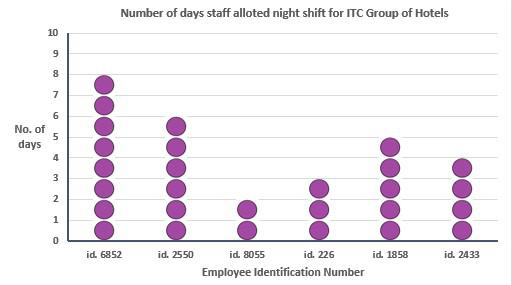 Number of days staff alloted night shift for ITC Group of Hotels
10
9
8
7
6
5
4
3
2
1
0
No. of
days
id. 6852 id. 2550 id. 8055 id. 226 id. 1858 id. 2433
Employee Identification Number